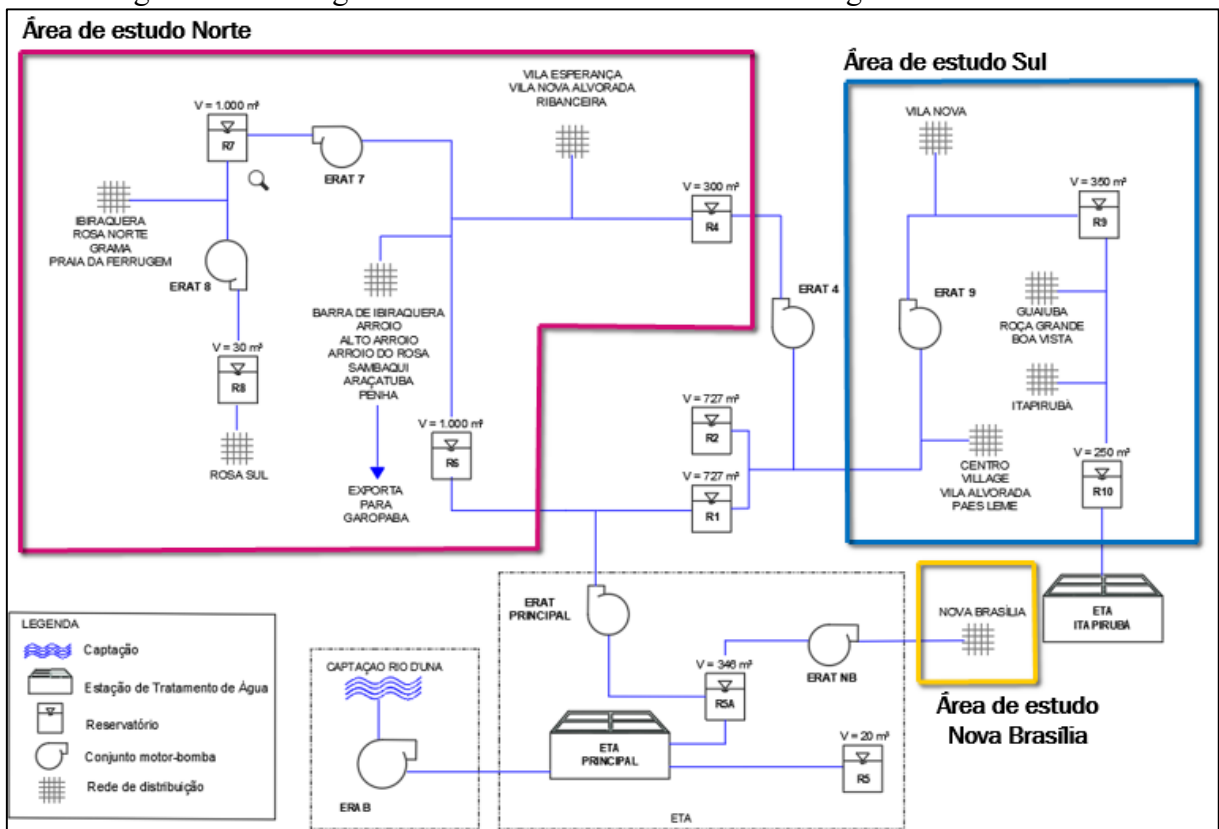 Área de estudo Norte
Área de estudo Sul
VILA ESPERANÇA
VILA NOVA ALVORADA
RIBANCEIRA
V = 1.000 m³
R7
ERAT 7
IBIRAQUERA
ROSA NORTE
GRAMA
PRAIA DA FERRUGEM
ERAT 8
V = 30 m³
R8
ROSA SUL
BARRA DE IBIRAQUERA
ARROIO
ALTO ARROIO
ARROIO DO ROSA
SAMBAQUI
ARAÇATUBA
PENHA
EXPORTA
PARA
GAROPABA
V = 1.000 m³
R6
V = 300 m³
R4
ERAT 4
V = 727 m³
R2
V = 727 m³
R1
VILA NOVA
V = 350 m³
R9
ERAT 9
GUAIUBA
ROÇA GRANDE
BOA VISTA
ITAPIRUBÀ
CENTRO
VILLAGE
VILA ALVORADA
PAES LEME
V = 250 m³
R10
ETA
ITAPIRUBÁ
NOVA BRASÍLIA
Área de estudo
Nova Brasília
ERAT
PRINCIPAL
V = 346 m³
R5A
ERAT NB
ETA
PRINCIPAL
V = 20 m³
R5
ETA
CAPTAÇAO RIO D'UNA
ERA B
LEGENDA
Captação
Estação de Tratamento de Água
Reservatório
Conjunto motor-bomba
Rede de distribuição